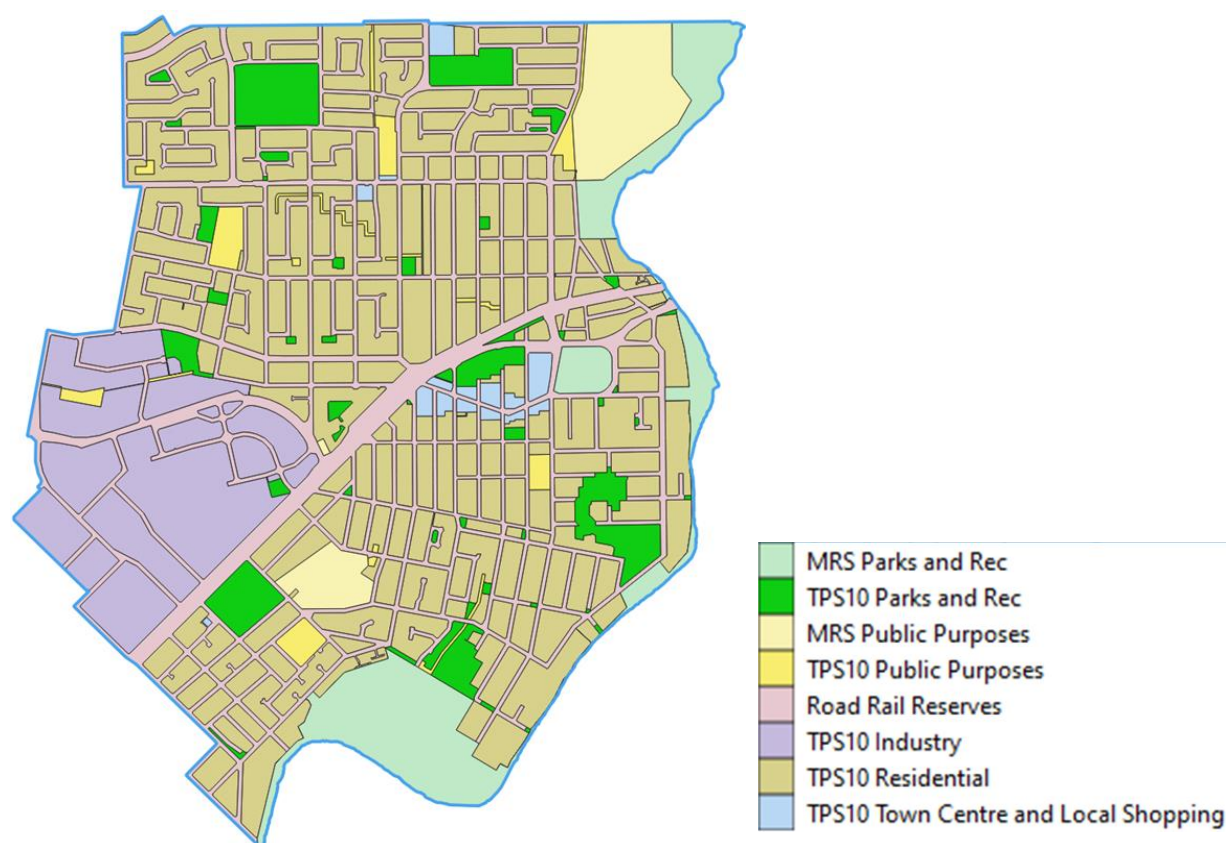 MRS Parks and Rec
TPS10 Parks and Rec
MRS Public Purposes
TPS10 Public Purposes
Road Rail Reserves
TPS10 Industry
TPS10 Residential
TPS10 Town Centre and Local Shopping